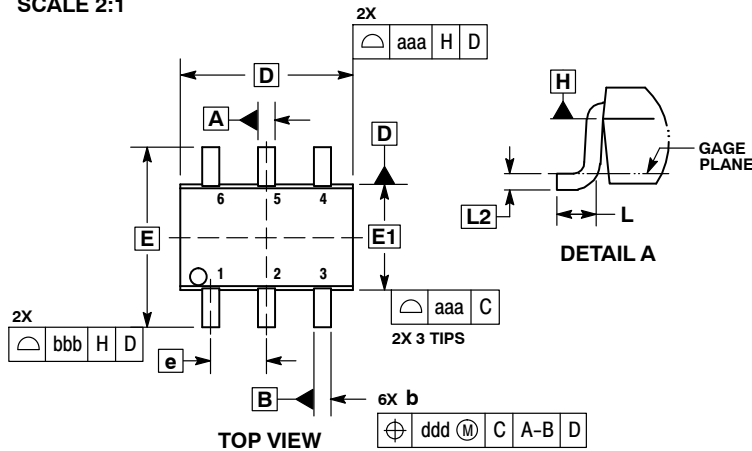 SCALE 2:1
2X
aaa H D
D
A
D
6 5 4
E
E1
1 2 3
aaa C
2X 3 TIPS
2X
bbb H D
e
B
6X b
ddd Ⓜ C A-B D
TOP VIEW
H
GAGE
PLANE
L2
L
DETAIL A